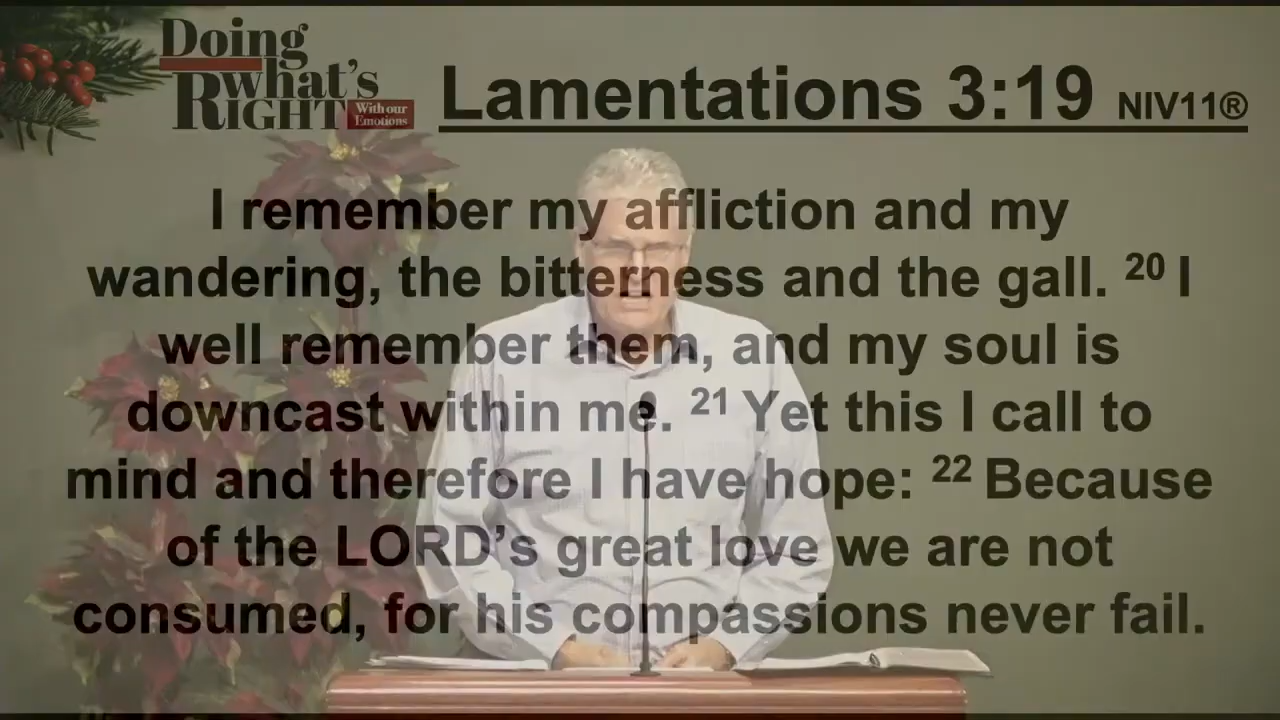 Doing
what's
RIGHT
With our
Emotions
Lamentations 3:19 NIV11®
I remember my affliction and my
wandering, the bitterness and the gall. 20 I
well remember them, and my soul is
downcast within me. 21 Yet this I call to
mind and therefore I have hope: 22 Because
of the LORD’s great love we are not
consumed, for his compassions never fail.